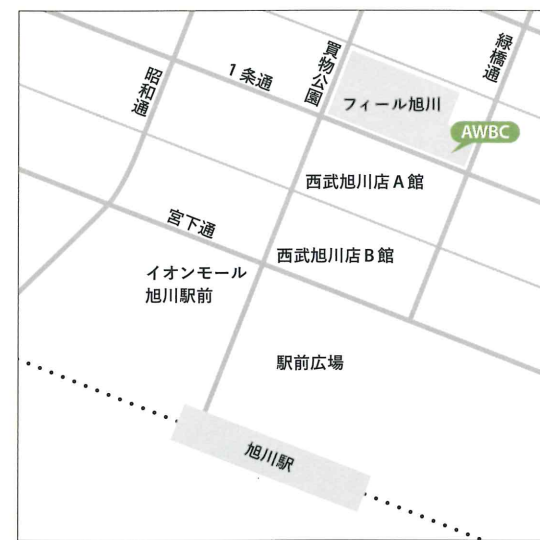 緑橋通
買物公園
昭和通
1条通
フィール旭川
AWBC
西武旭川店A館
宮下通
西武旭川店B館
イオンモール
旭川駅前
駅前広場
旭川駅